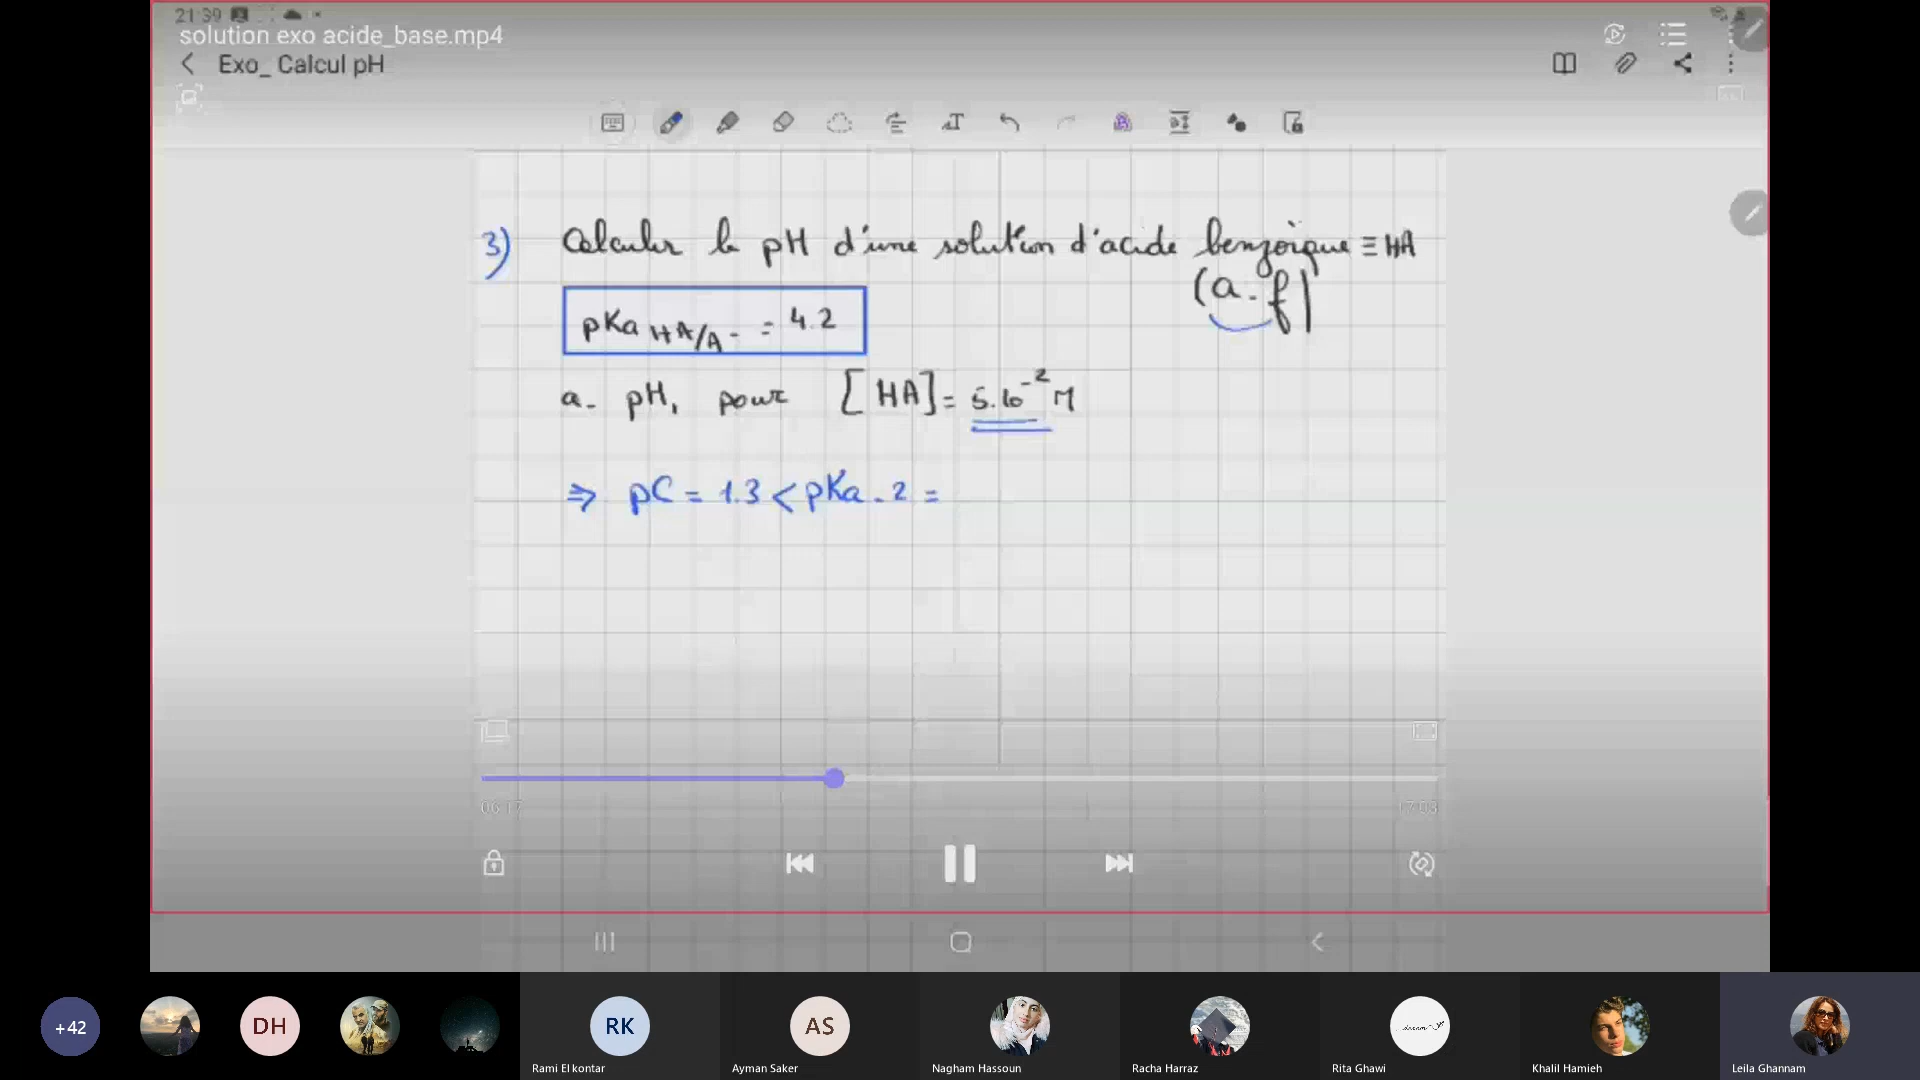 21:39
solution exo acide_base.mp4
Exo_ Calcul pH
3) Calculer le pH d'une solution d'acide benzoïque ≡ HA
(a.f)
pKa HA/A- = 4.2
a- pH, pour [HA] = 5.10⁻² M
⇒ pC = 1.3 < pKa - 2 =
06:17
17:03
+42
DH
RK
AS
dream
Rami El kontar
Ayman Saker
Nagham Hassoun
Racha Harraz
Rita Ghawi
Khalil Hamieh
Leila Ghannam